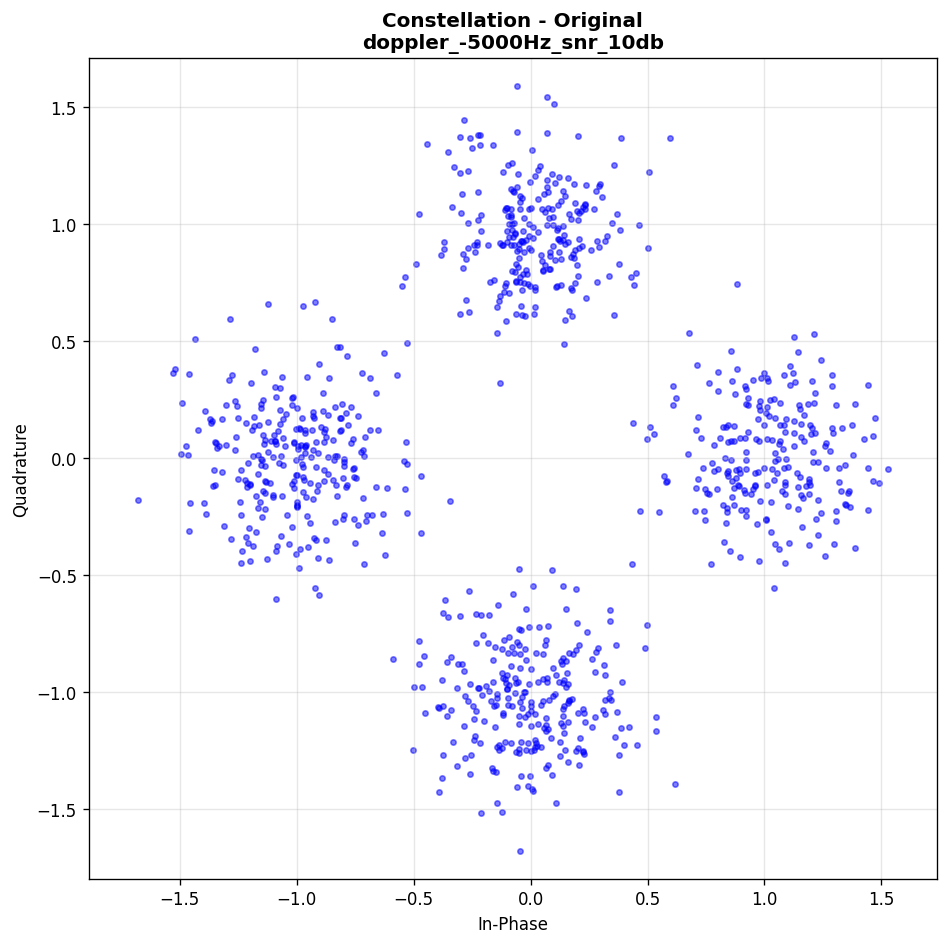 Constellation - Original
doppler_-5000Hz_snr_10db
1.5
1.0
0.5
0.0
−0.5
−1.0
−1.5
Quadrature
−1.5 −1.0 −0.5 0.0 0.5 1.0 1.5
In-Phase